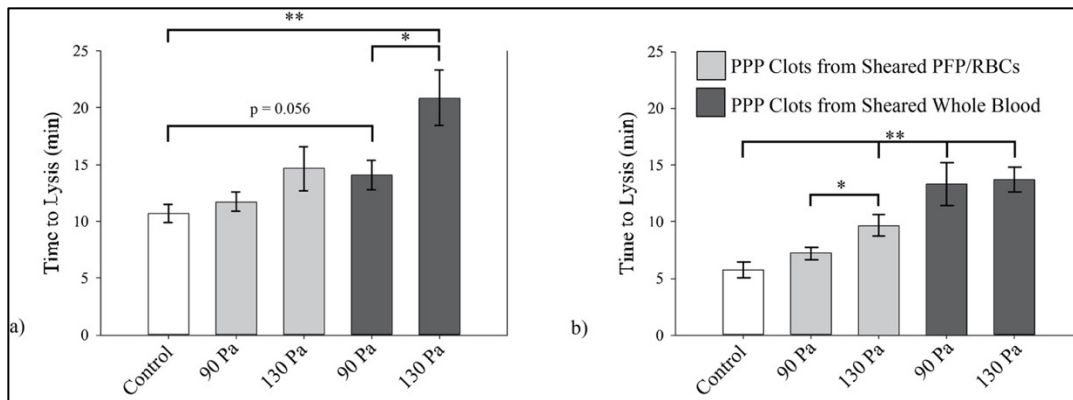 a)
Time to Lysis (min)
25
20
15
10
5
0
**
*
p = 0.056
Control
90 Pa
130 Pa
90 Pa
130 Pa
b)
Time to Lysis (min)
25
20
15
10
5
0
PPP Clots from Sheared PFP/RBCs
PPP Clots from Sheared Whole Blood
**
*
Control
90 Pa
130 Pa
90 Pa
130 Pa